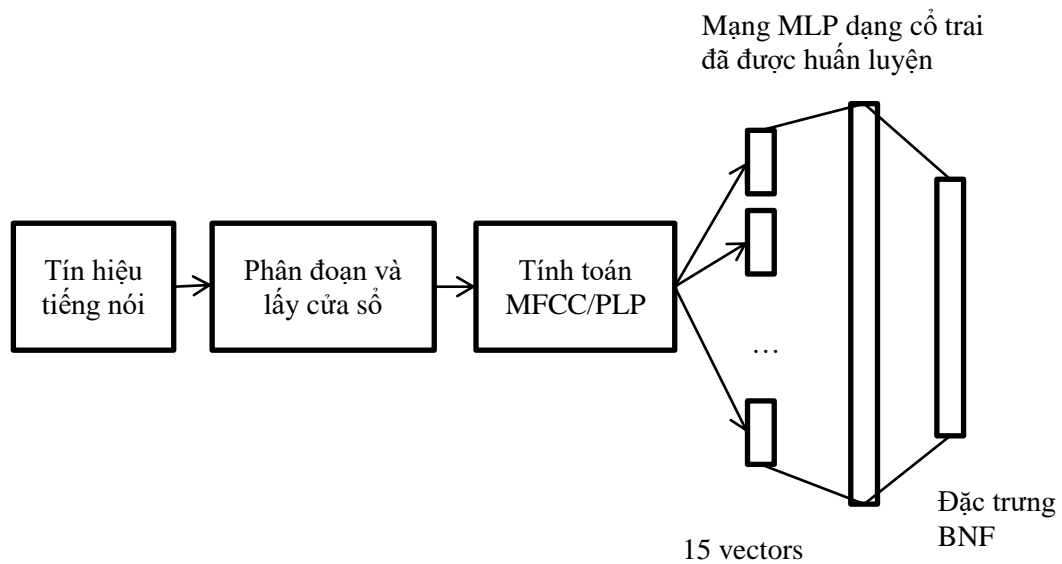 Mạng MLP dạng cổ trai
đã được huấn luyện
Tín hiệu
tiếng nói
Phân đoạn và
lấy cửa sổ
Tính toán
MFCC/PLP
...
Đặc trưng
BNF
15 vectors